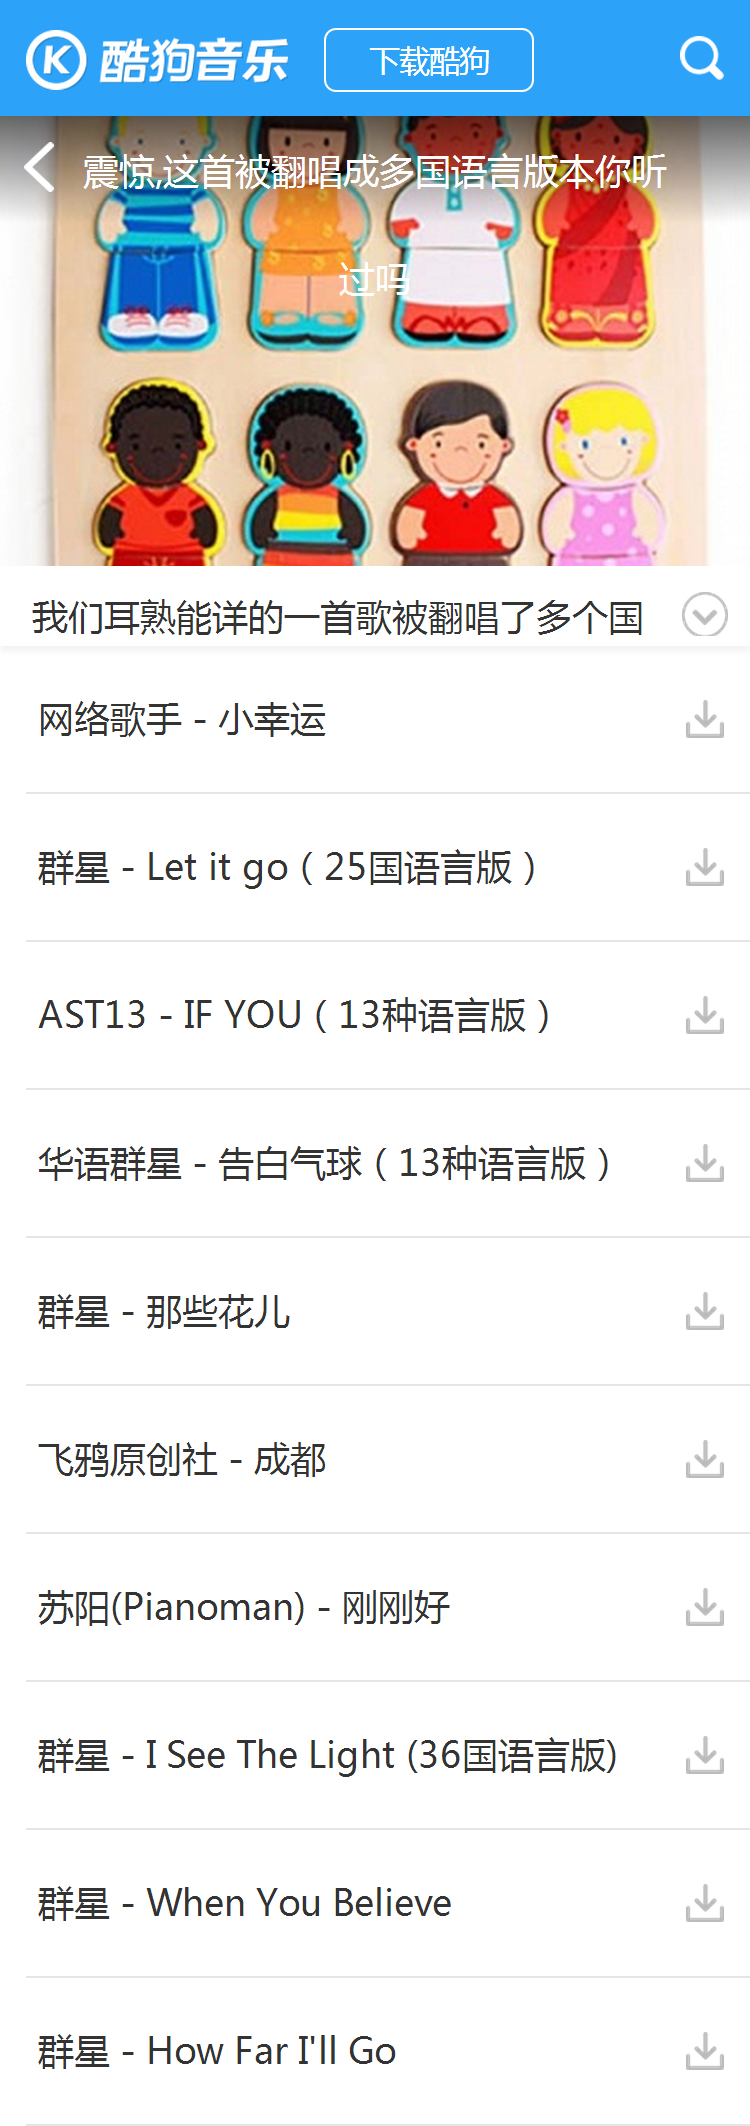 酷狗音乐
下载酷狗
震惊,这首被翻唱成多国语言版本你听
过吗
我们耳熟能详的一首歌被翻唱了多个国
网络歌手 - 小幸运
群星 - Let it go（25国语言版）
AST13 - IF YOU（13种语言版）
华语群星 - 告白气球（13种语言版）
群星 - 那些花儿
飞鸦原创社 - 成都
苏阳(Pianoman) - 刚刚好
群星 - I See The Light (36国语言版)
群星 - When You Believe
群星 - How Far I'll Go